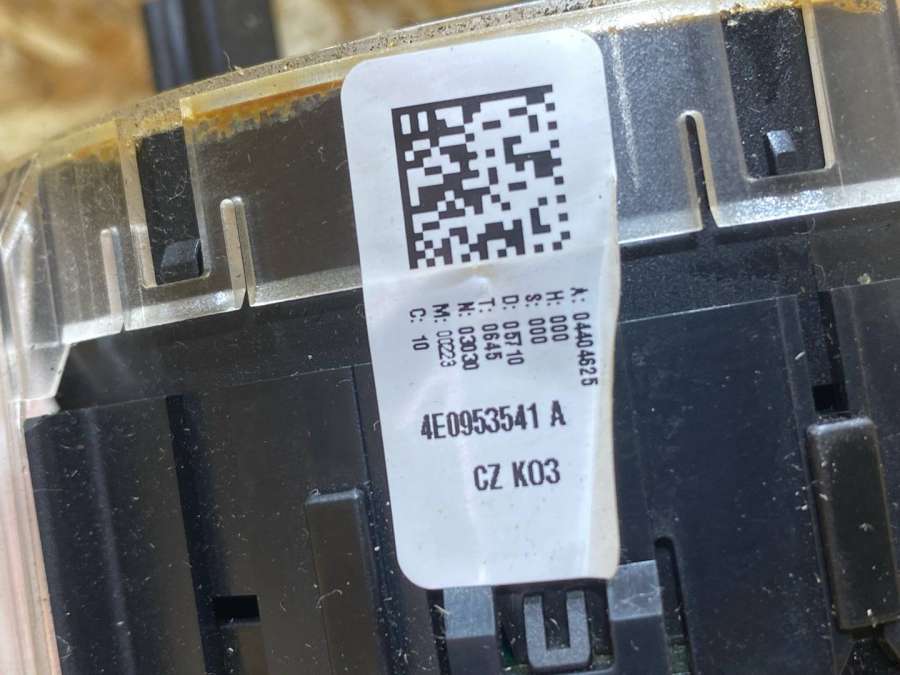 A: 04404625
H: 000
S: 000
D: 05710
T: 0645
N: 03030
M: 00223
C: 10
4E0953541 A
CZ K03